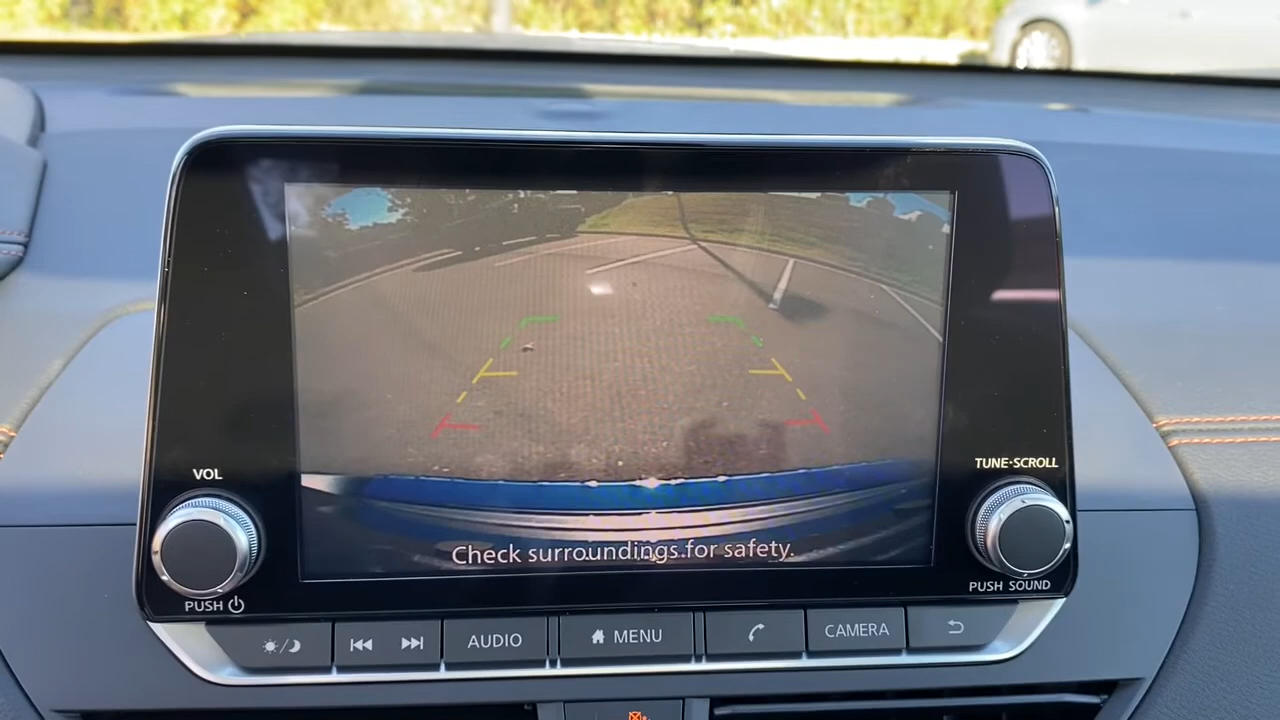 VOL
TUNE·SCROLL
Check surroundings for safety.
PUSH
PUSH SOUND
AUDIO
MENU
CAMERA